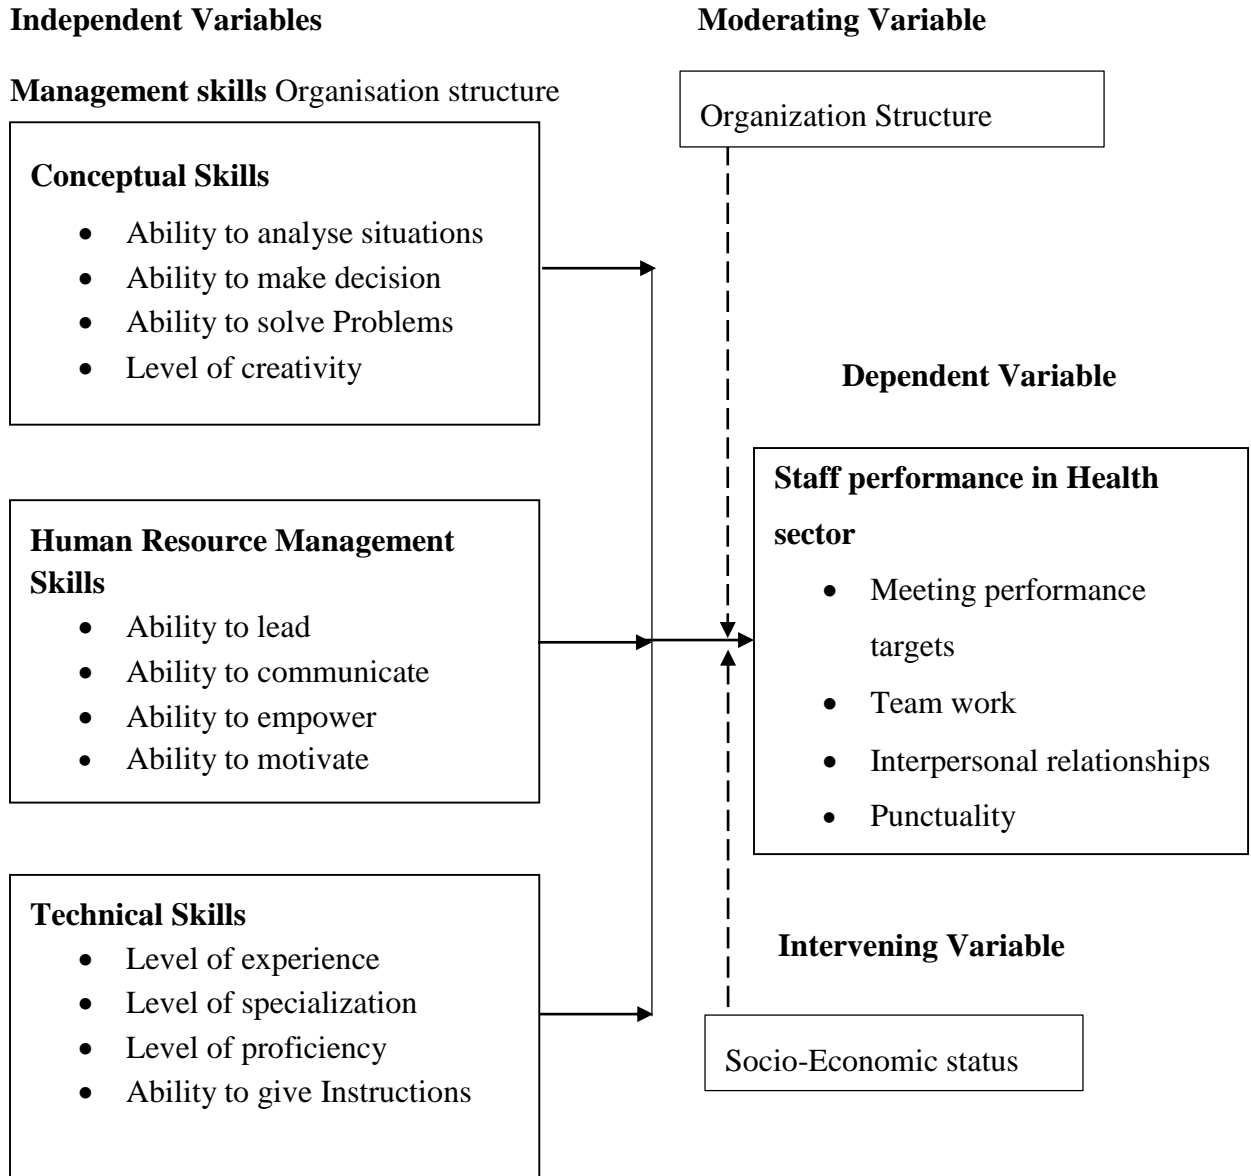 Independent Variables
Moderating Variable
Management skills Organisation structure
Organization Structure
Conceptual Skills
• Ability to analyse situations
• Ability to make decision
• Ability to solve Problems
• Level of creativity
Dependent Variable
Staff performance in Health
sector
• Meeting performance
targets
• Team work
• Interpersonal relationships
• Punctuality
Human Resource Management
Skills
• Ability to lead
• Ability to communicate
• Ability to empower
• Ability to motivate
Technical Skills
• Level of experience
• Level of specialization
• Level of proficiency
• Ability to give Instructions
Intervening Variable
Socio-Economic status